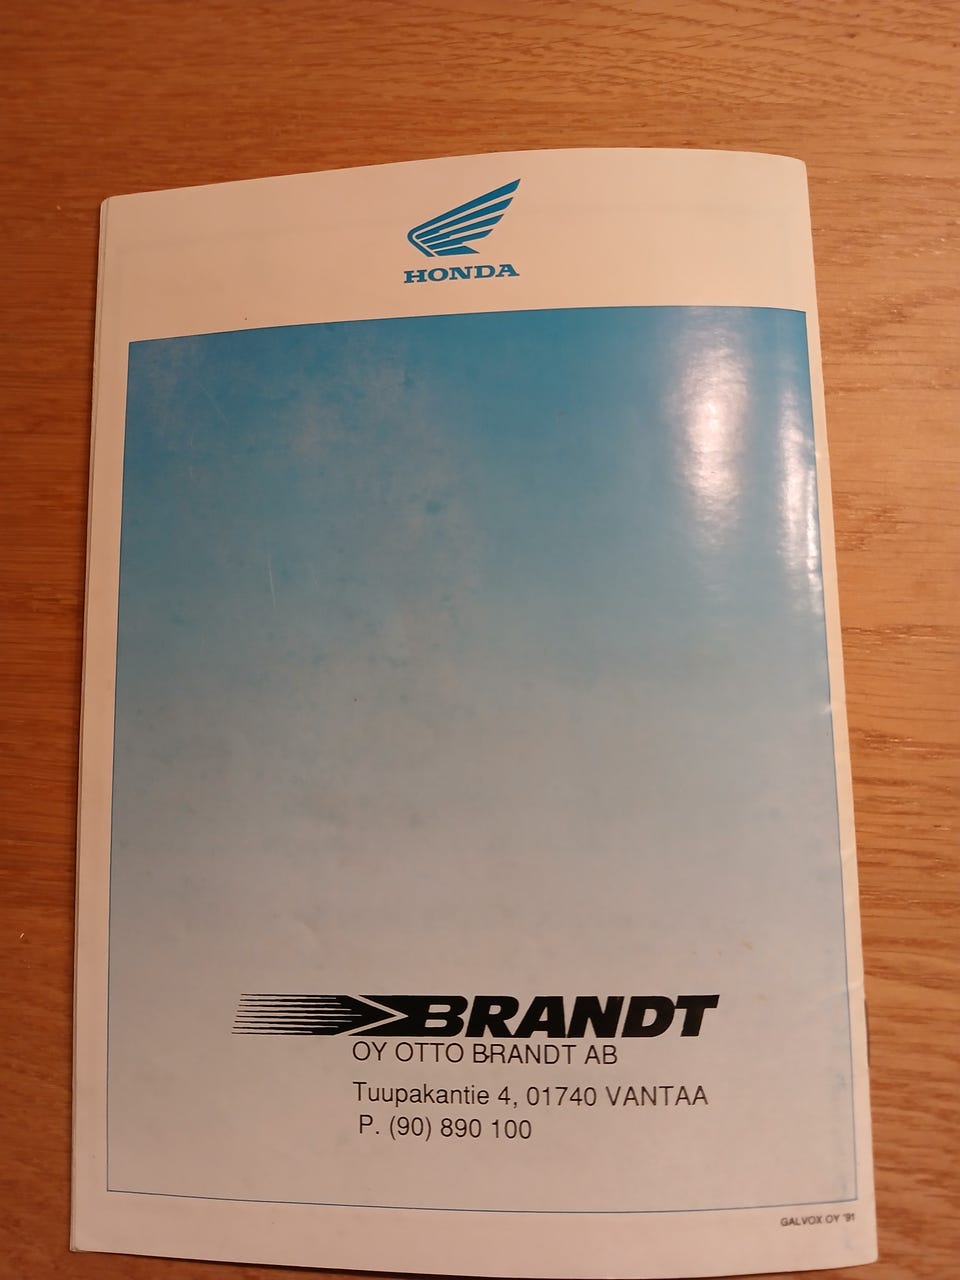 HONDA
BRANDT
OY OTTO BRANDT AB
Tuupakantie 4, 01740 VANTAA
P. (90) 890 100
GALVOX OY '91